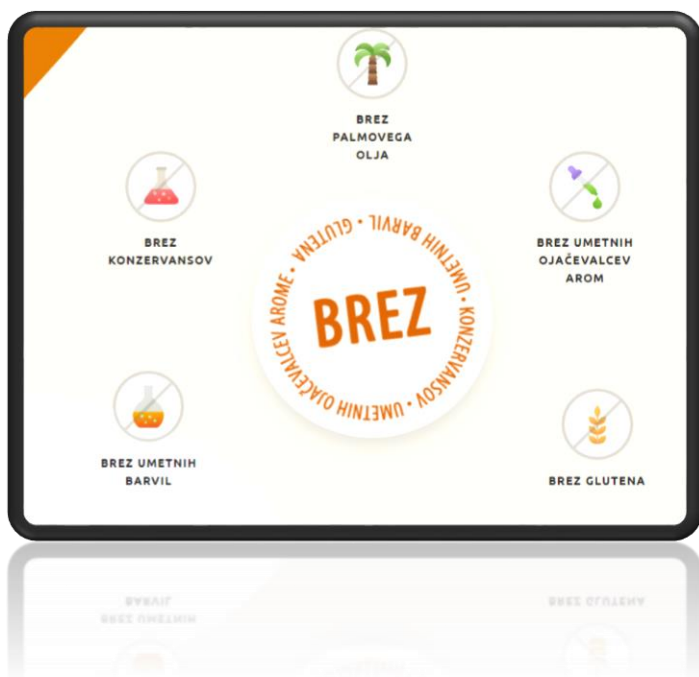 BREZ
PALMOVEGA
OLJA
BREZ
KONZERVANSOV
BREZ UMETNIH
OJAČEVALCEV
AROM
GLUTENA • UMETNIH BARVIL • KONZERVANSOV • UMETNIH OJAČEVALCEV AROME •
BREZ
BREZ UMETNIH
BARVIL
BREZ GLUTENA